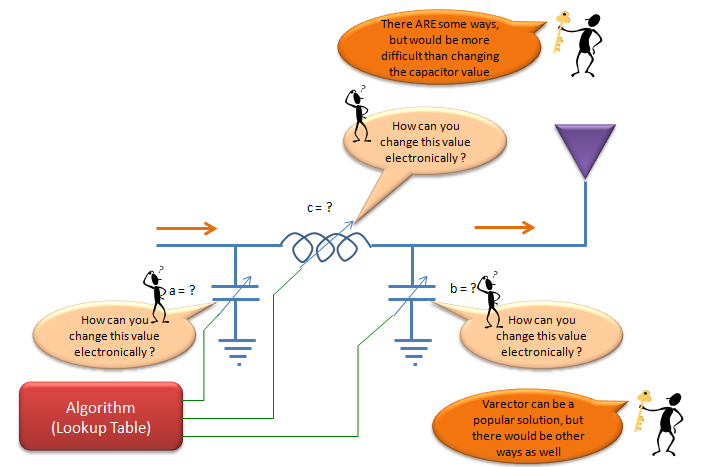 There ARE some ways,
but would be more
difficult than changing
the capacitor value
?
How can you
change this value
electronically ?
c = ?
?
a = ?
How can you
change this value
electronically ?
b = ?
?
How can you
change this value
electronically ?
Algorithm
(Lookup Table)
Varector can be a
popular solution, but
there would be other
ways as well